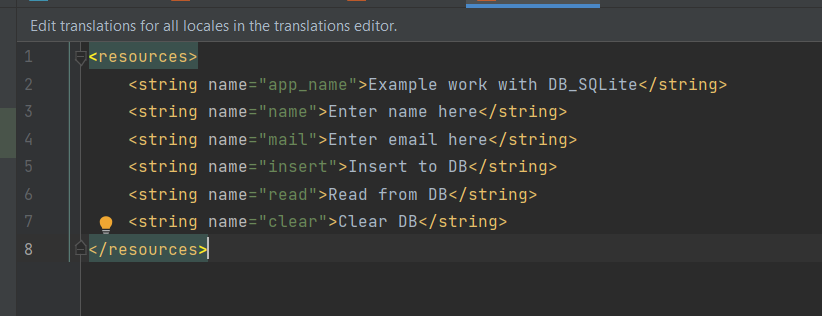 Edit translations for all locales in the translations editor.
1 <resources>
2 <string name="app_name">Example work with DB_SQLite</string>
3 <string name="name">Enter name here</string>
4 <string name="mail">Enter email here</string>
5 <string name="insert">Insert to DB</string>
6 <string name="read">Read from DB</string>
7 <string name="clear">Clear DB</string>
8 </resources>